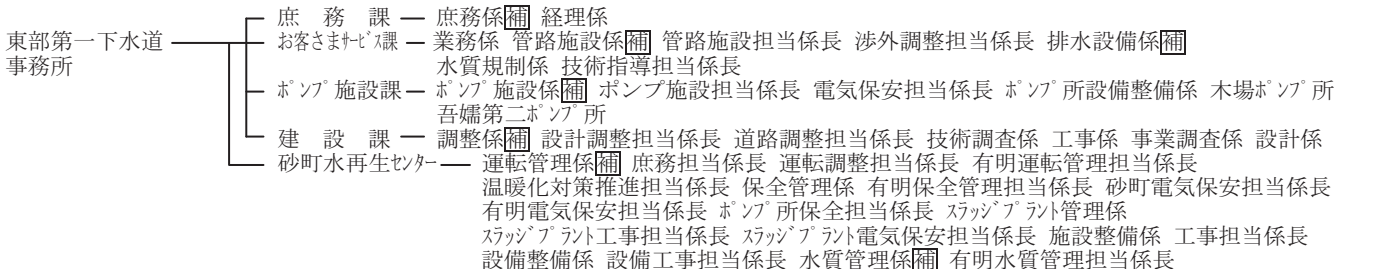 庶務課 庶務係補 経理係
東部第一下水道 お客さまｻｰﾋﾞｽ課 業務係 管路施設係補 管路施設担当係長 渉外調整担当係長 排水設備係補
事務所 水質規制係 技術指導担当係長
ﾎﾟﾝﾌﾟ施設課 ﾎﾟﾝﾌﾟ施設係補 ポンプ施設担当係長 電気保安担当係長 ﾎﾟﾝﾌﾟ所設備整備係 木場ﾎﾟﾝﾌﾟ所
吾嬬第二ﾎﾟﾝﾌﾟ所
建設課 調整係補 設計調整担当係長 道路調整担当係長 技術調査係 工事係 事業調査係 設計係
砂町水再生ｾﾝﾀｰ 運転管理係補 庶務担当係長 運転調整担当係長 有明運転管理担当係長
温暖化対策推進担当係長 保全管理係 有明保全管理担当係長 砂町電気保安担当係長
有明電気保安担当係長 ﾎﾟﾝﾌﾟ所保全担当係長 ｽﾗｯｼﾞﾌﾟﾗﾝﾄ管理係
ｽﾗｯｼﾞﾌﾟﾗﾝﾄ工事担当係長 ｽﾗｯｼﾞﾌﾟﾗﾝﾄ電気保安担当係長 施設整備係 工事担当係長
設備整備係 設備工事担当係長 水質管理係補 有明水質管理担当係長